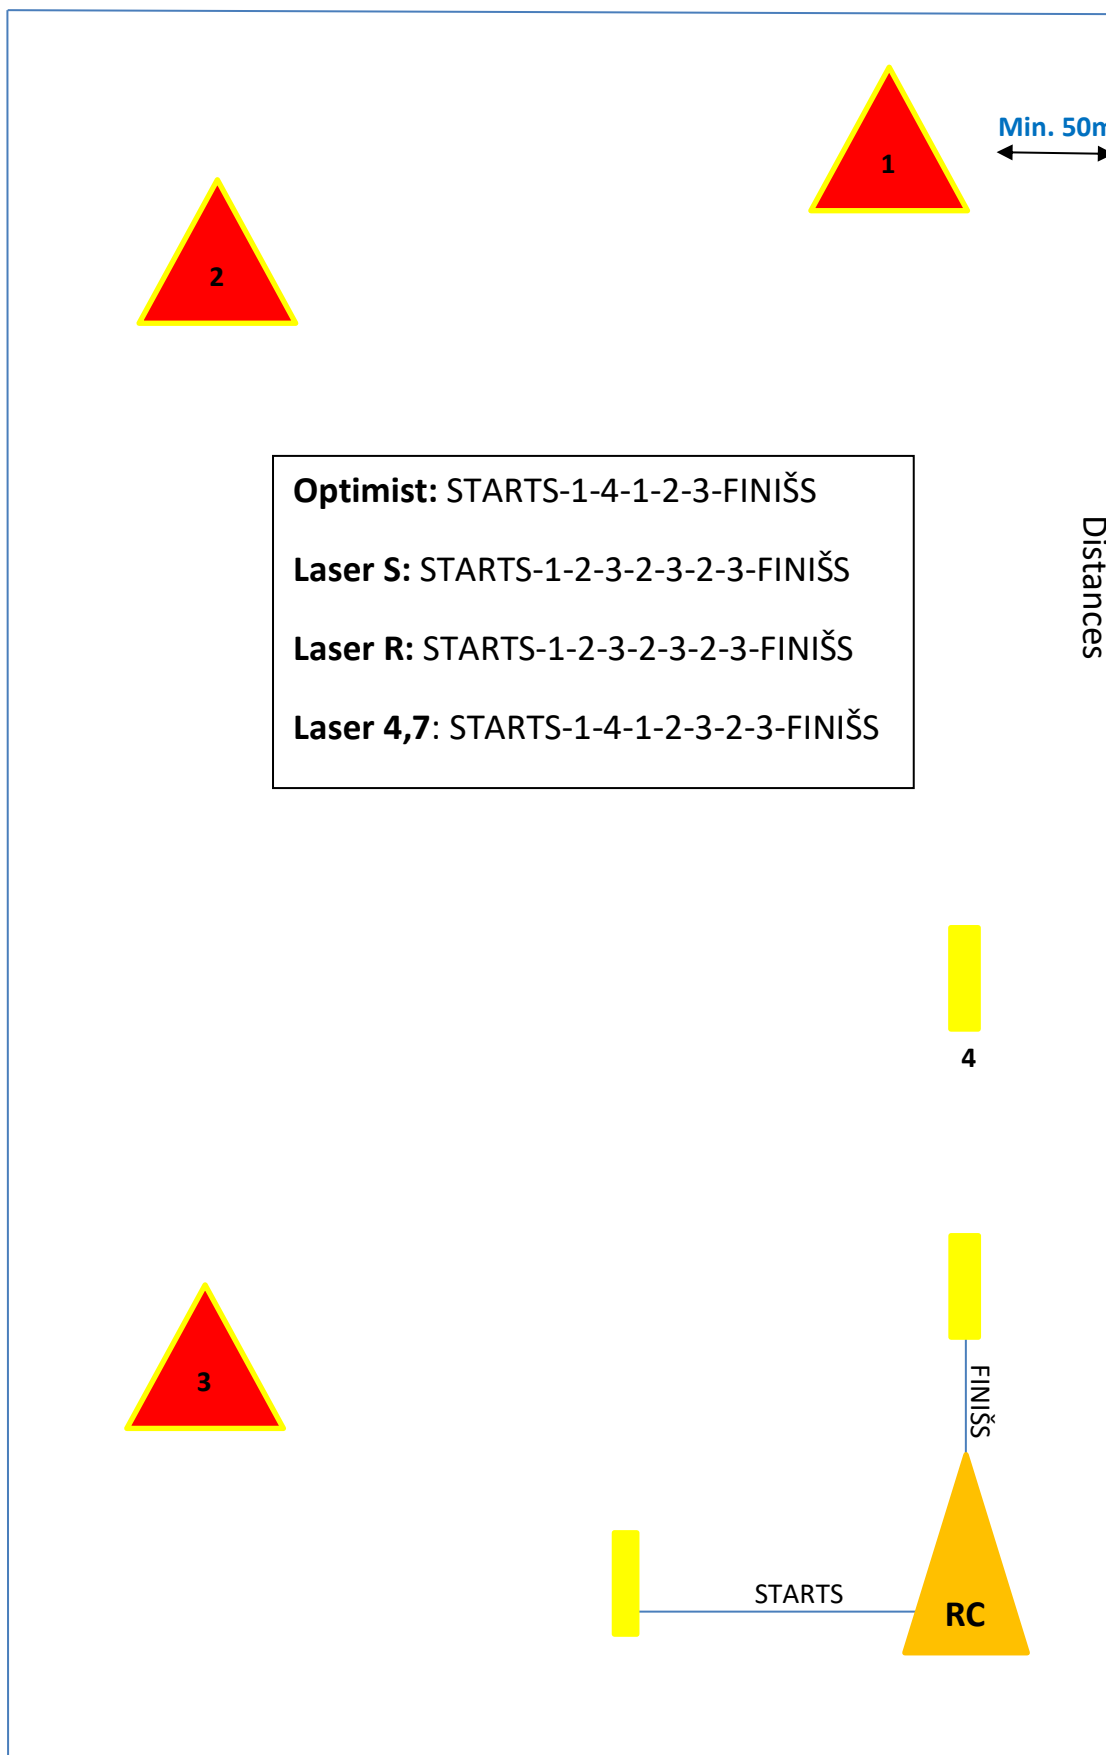 1
Min. 50m
2
Optimist: STARTS-1-4-1-2-3-FINIŠS
Laser S: STARTS-1-2-3-2-3-2-3-FINIŠS
Laser R: STARTS-1-2-3-2-3-2-3-FINIŠS
Laser 4,7: STARTS-1-4-1-2-3-2-3-FINIŠS
Distances
4
3
FINIŠS
STARTS
RC